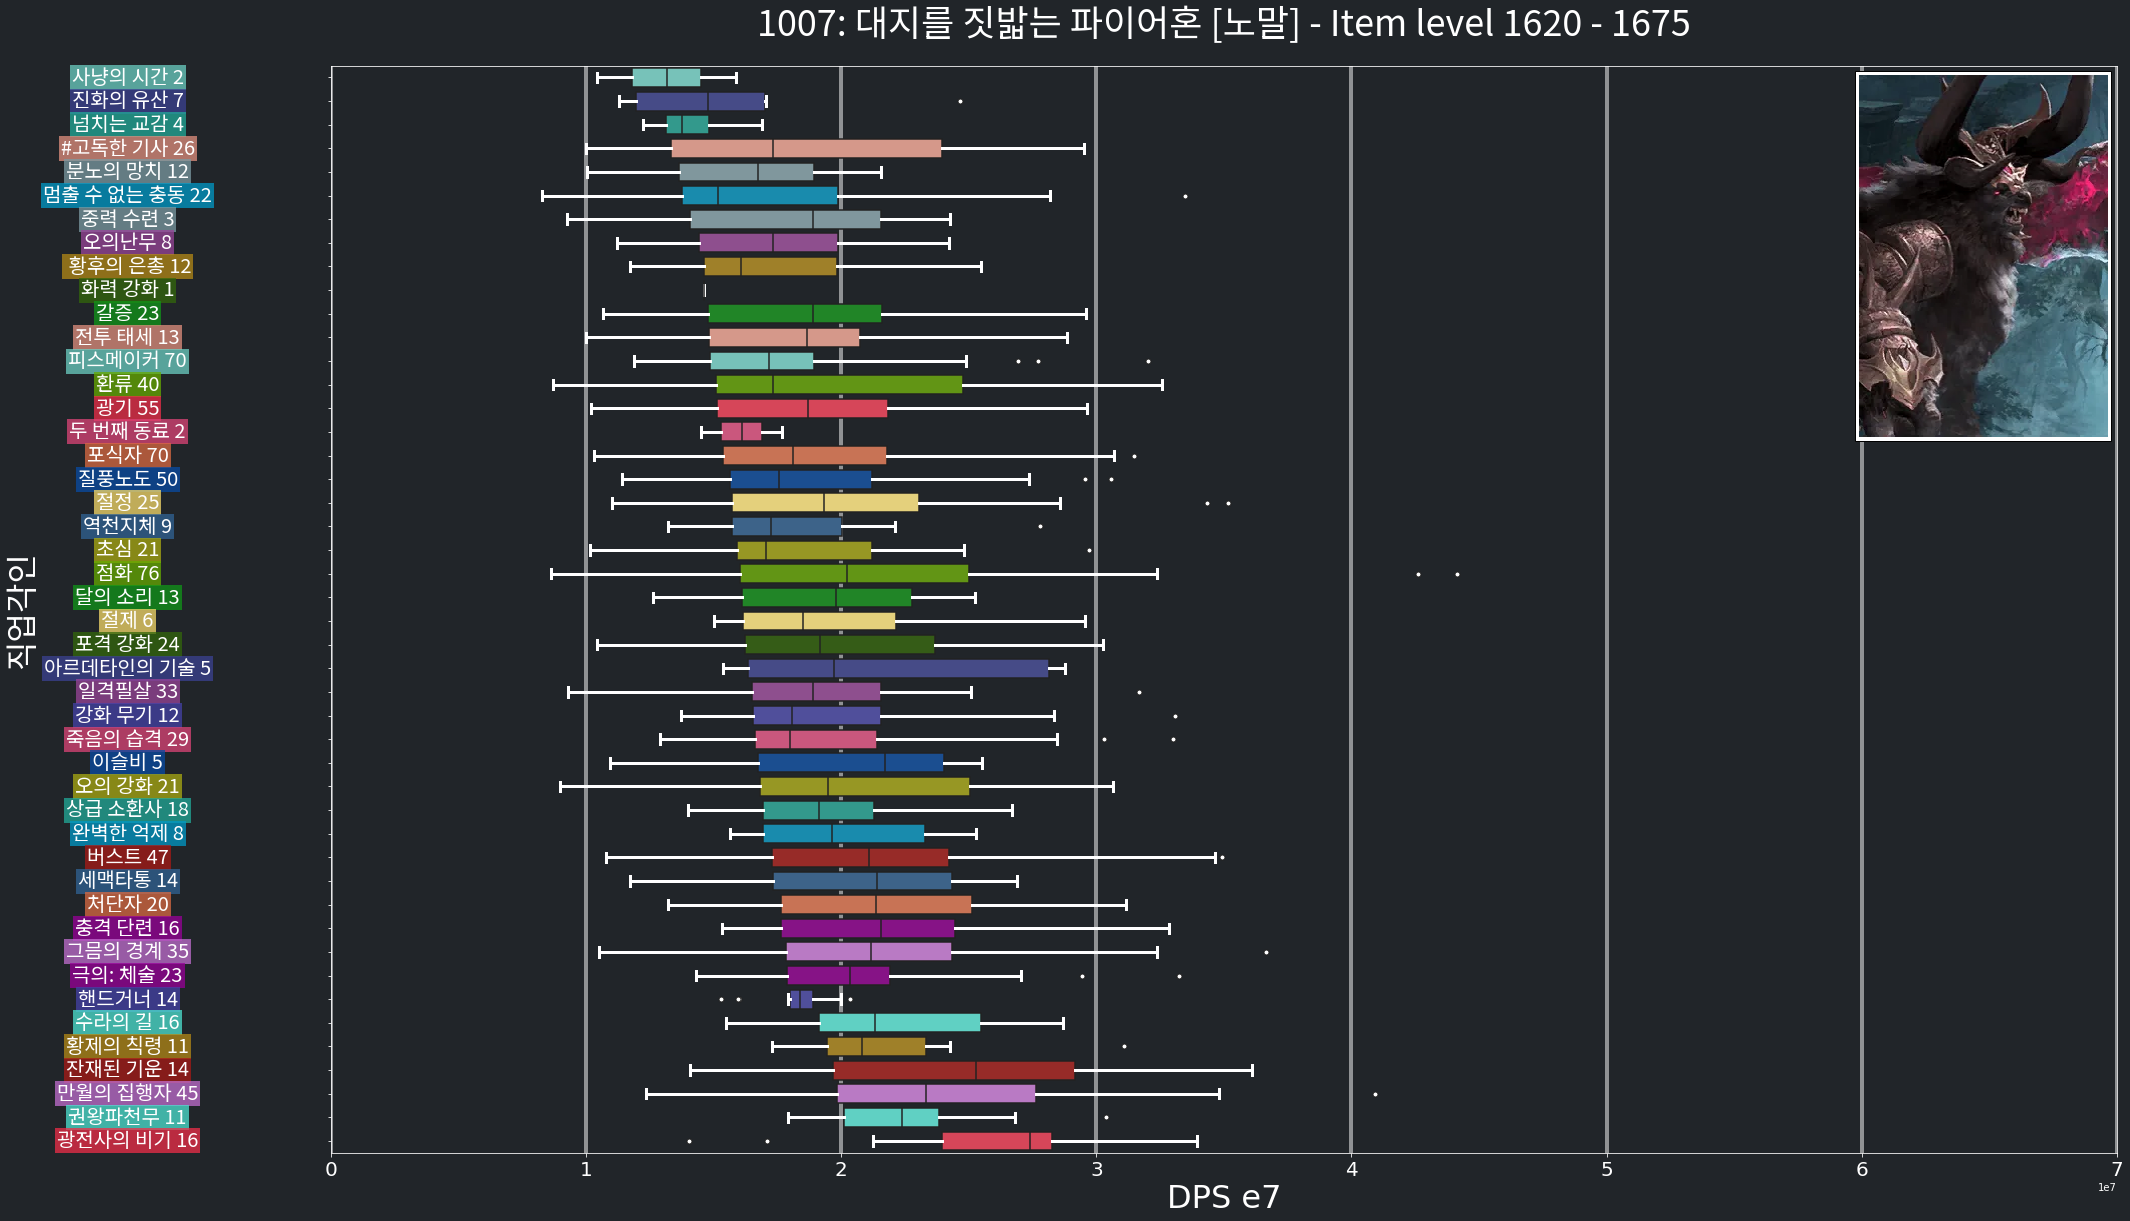 1007: 대지를 짓밟는 파이어혼 [노말] - Item level 1620 - 1675
사냥의 시간 2
진화의 유산 7
넘치는 교감 4
#고독한 기사 26
분노의 망치 12
멈출 수 없는 충동 22
중력 수련 3
오의난무 8
황후의 은총 12
화력 강화 1
갈증 23
전투 태세 13
피스메이커 70
환류 40
광기 55
두 번째 동료 2
포식자 70
질풍노도 50
절정 25
역천지체 9
초심 21
점화 76
달의 소리 13
절제 6
포격 강화 24
아르데타인의 기술 5
일격필살 33
강화 무기 12
죽음의 습격 29
이슬비 5
오의 강화 21
상급 소환사 18
완벽한 억제 8
버스트 47
세맥타통 14
처단자 20
충격 단련 16
그믐의 경계 35
극의: 체술 23
핸드거너 14
수라의 길 16
황제의 칙령 11
잔재된 기운 14
만월의 집행자 45
권왕파천무 11
광전사의 비기 16
직업각인
0 1 2 3 4 5 6 7
1e7
DPS e7